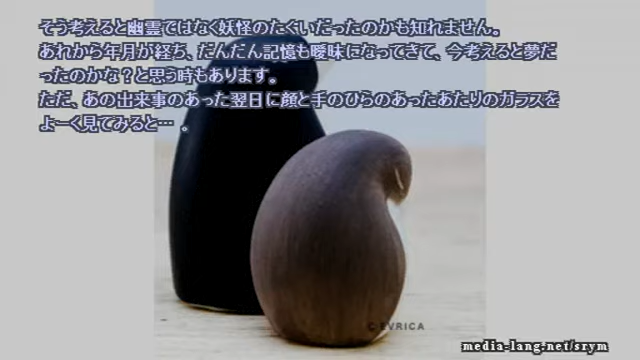 そう考えると幽霊ではなく妖怪のたぐいだったのかも知れません。
あれから年月が経ち、だんだん記憶も曖昧になってきて、今考えると夢だ
ったのかな？と思う時もあります。
ただ、あの出来事のあった翌日に顔と手のひらのあったあたりのガラスを
よーく見てみると… 。
© EVRICA
media-lang.net/srym